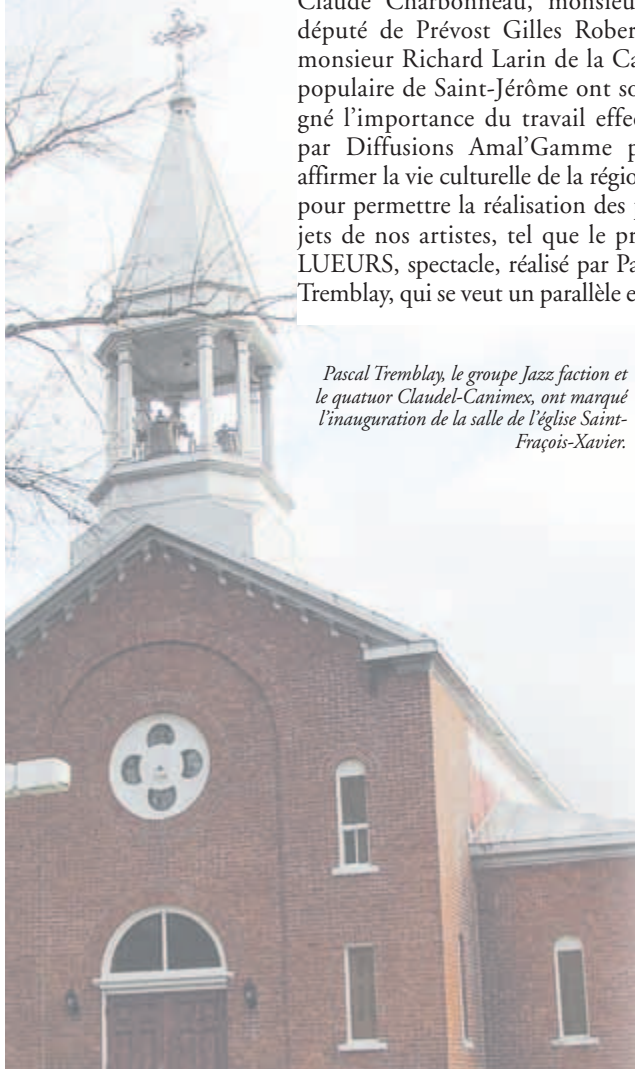 Claude Charbonneau, monsieur
député de Prévost Gilles Rober
monsieur Richard Larin de la Ca
populaire de Saint-Jérôme ont so
gné l'importance du travail effec
par Diffusions Amal'Gamme p
affirmer la vie culturelle de la régio
pour permettre la réalisation des p
jets de nos artistes, tel que le pr
LUEURS, spectacle, réalisé par Pa
Tremblay, qui se veut un parallèle e
Pascal Tremblay, le groupe Jazz faction et
le quatuor Claudel-Canimex, ont marqué
l'inauguration de la salle de l'église Saint-
Fraçois-Xavier.